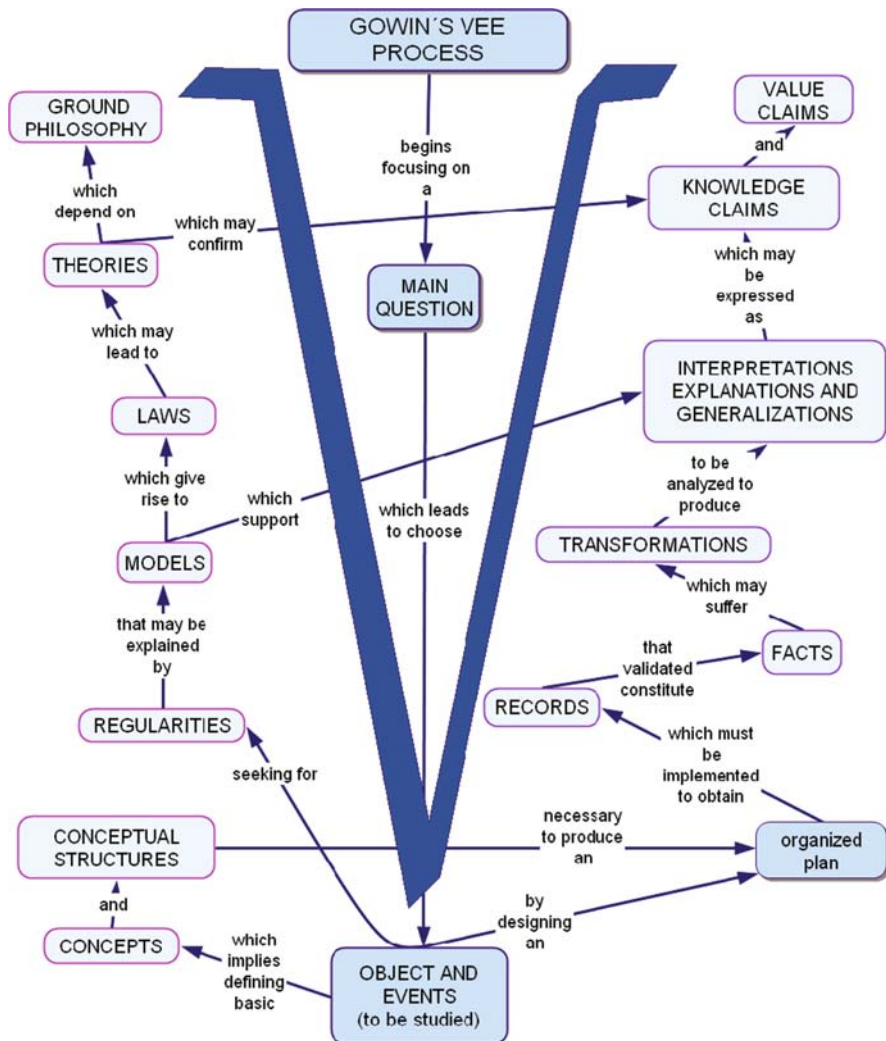 GOWIN´S VEE
PROCESS
begins
focusing on
a
MAIN
QUESTION
which leads
to choose
OBJECT AND
EVENTS
(to be studied)
which
implies
defining
basic
CONCEPTS
and
CONCEPTUAL
STRUCTURES
necessary
to produce
an
organized
plan
by
designing
an
seeking for
REGULARITIES
that may be
explained
by
MODELS
which give
rise to
LAWS
which may
lead to
THEORIES
which
depend on
GROUND
PHILOSOPHY
which may
confirm
which
support
which must
be
implemented
to obtain
RECORDS
that
validated
constitute
FACTS
which may
suffer
TRANSFORMATIONS
to be
analyzed to
produce
INTERPRETATIONS
EXPLANATIONS AND
GENERALIZATIONS
which may
be
expressed
as
KNOWLEDGE
CLAIMS
and
VALUE
CLAIMS